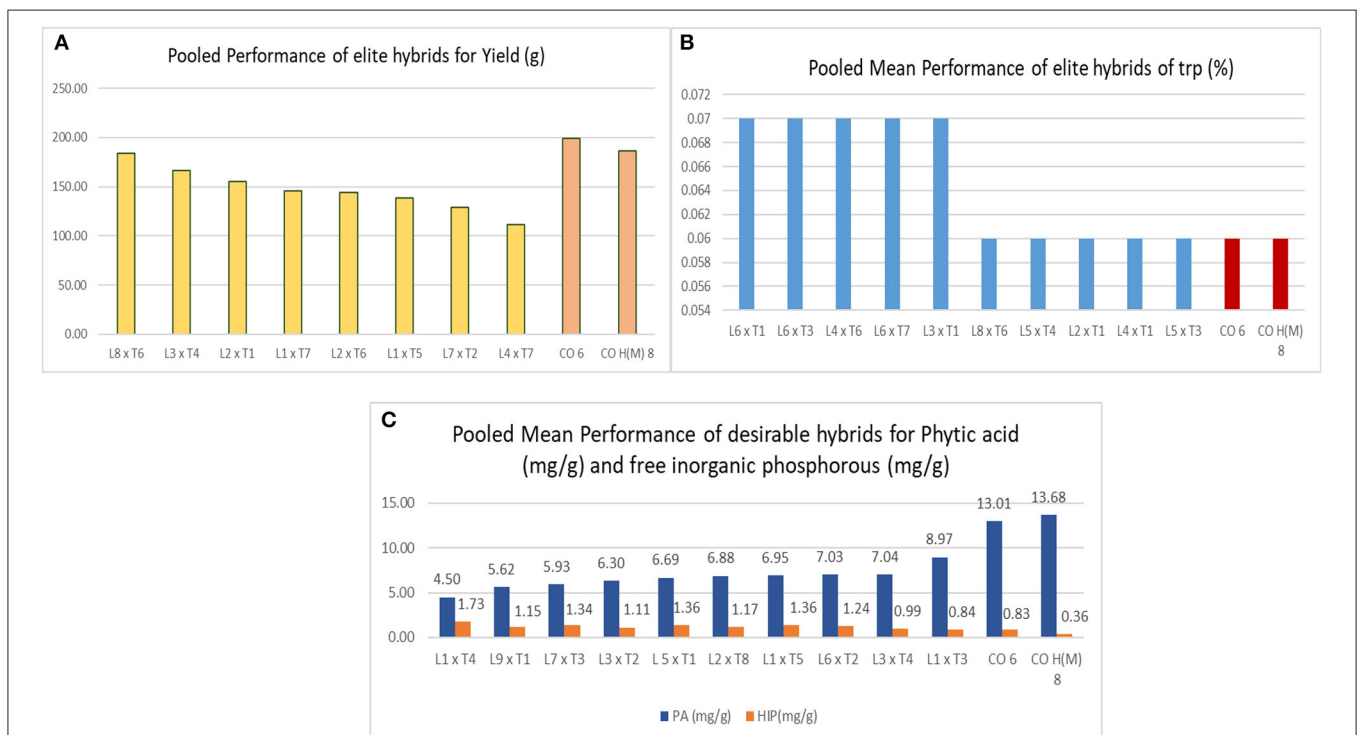 A
Pooled Performance of elite hybrids for Yield (g)
250.00
200.00
150.00
100.00
50.00
0.00
L8 x T6 L3 x T4 L2 x T1 L1 x T7 L2 x T6 L1 x T5 L7 x T2 L4 x T7 CO 6 CO H(M) 8
B
Pooled Mean Performance of elite hybrids of trp (%)
0.072
0.07
0.068
0.066
0.064
0.062
0.06
0.058
0.056
0.054
L6 x T1 L6 x T3 L4 x T6 L6 x T7 L3 x T1 L8 x T6 L5 x T4 L2 x T1 L4 x T1 L5 x T3 CO 6 CO H(M)
8
C
Pooled Mean Performance of desirable hybrids for Phytic acid
(mg/g) and free inorganic phosphorous (mg/g)
15.00
10.00
5.00
0.00
4.50 5.62 5.93 6.30 6.69 6.88 6.95 7.03 7.04 8.97 13.01 13.68
1.73 1.15 1.34 1.11 1.36 1.17 1.36 1.24 0.99 0.84 0.83 0.36
L1 x T4 L9 x T1 L7 x T3 L3 x T2 L 5 x T1 L2 x T8 L1 x T5 L6 x T2 L3 x T4 L1 x T3 CO 6 CO H(M)
8
PA (mg/g) HIP(mg/g)